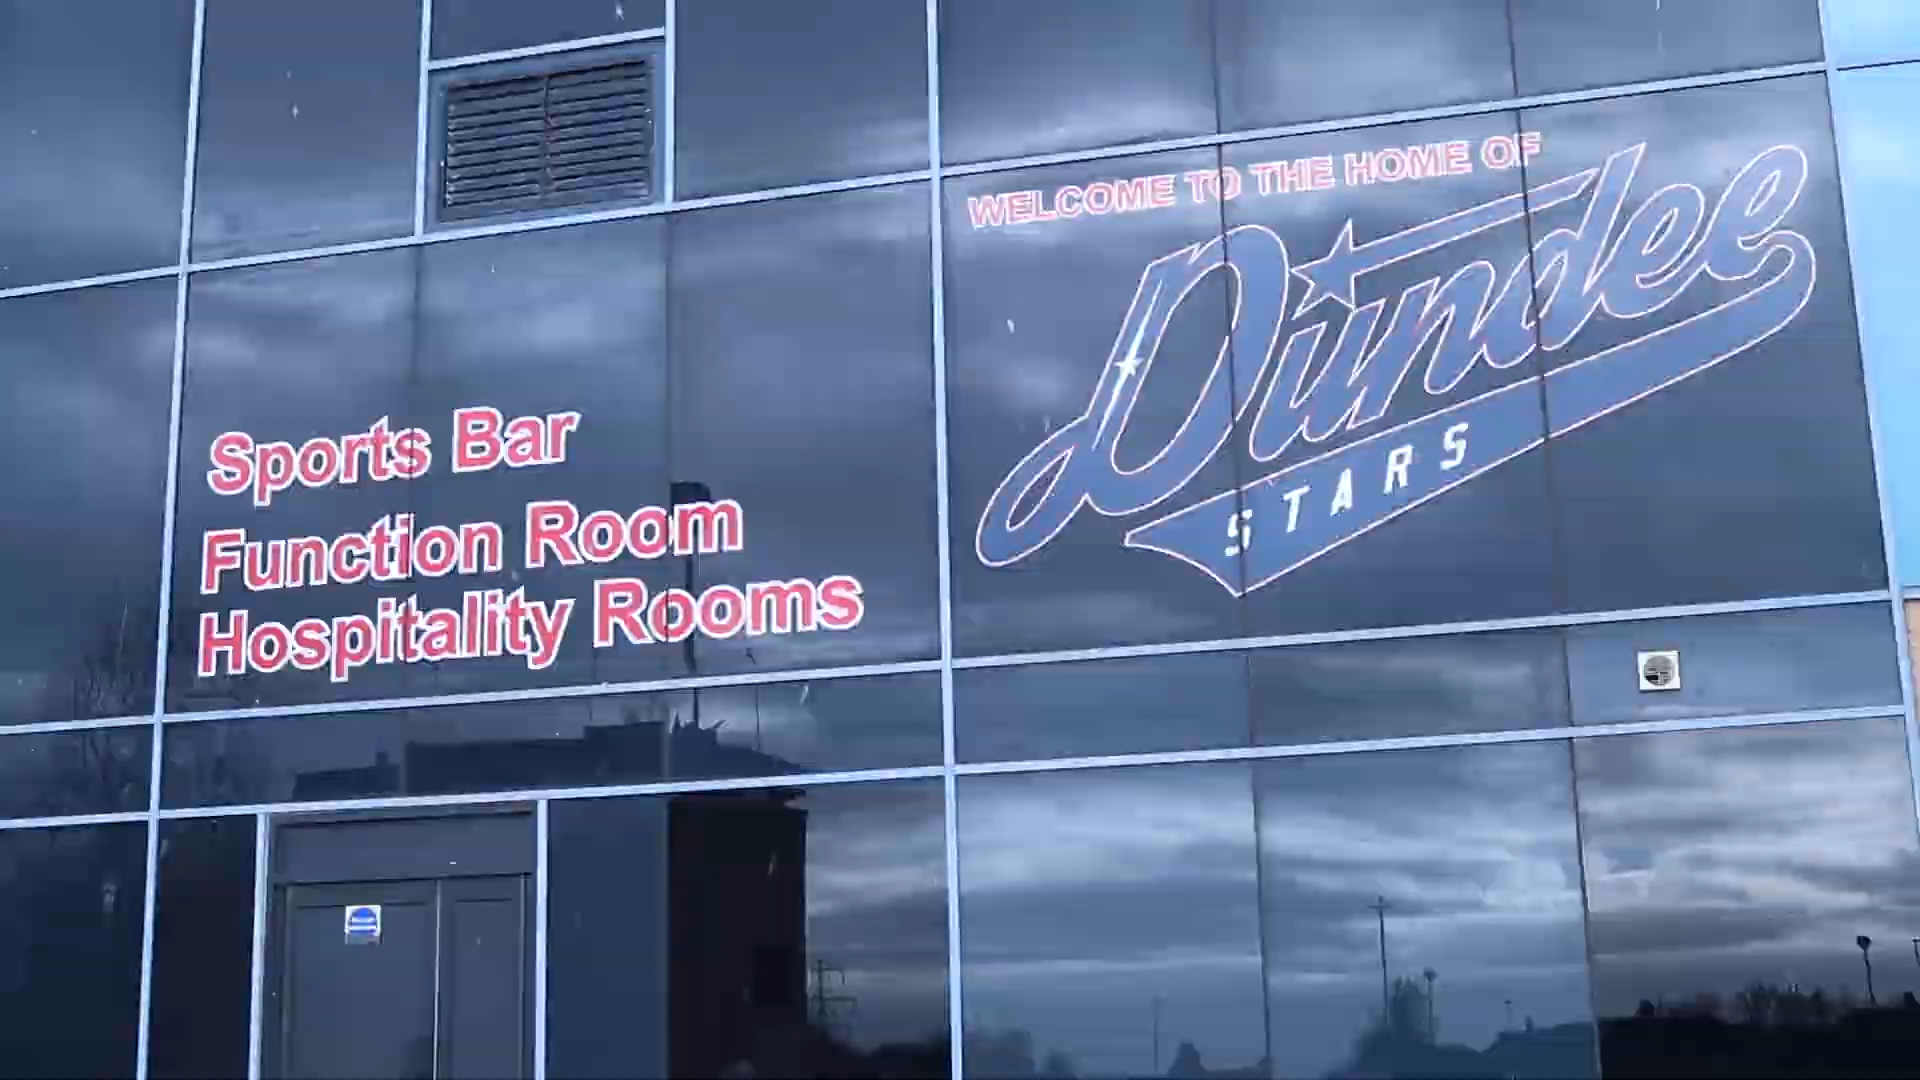 WELCOME TO THE HOME OF
Dundee
STARS
Sports Bar
Function Room
Hospitality Rooms